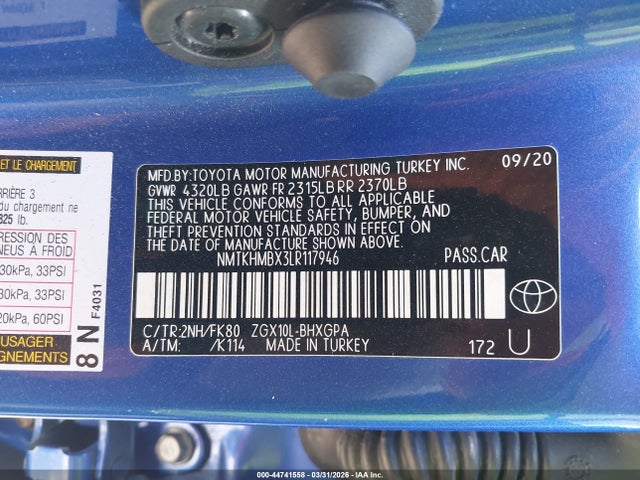 ET LE CHARGEMENT
RRIÈRE 3
du chargement ne
825 lb.
RESSION DES
NEUS À FROID
30kPa, 33PSI
30kPa, 33PSI
20kPa, 60PSI
USAGER
GNEMENTS
8 N F4031
MFD.BY:TOYOTA MOTOR MANUFACTURING TURKEY INC. 09/20
GVWR 4320LB GAWR FR 2315LB RR 2370LB
THIS VEHICLE CONFORMS TO ALL APPLICABLE
FEDERAL MOTOR VEHICLE SAFETY, BUMPER, AND
THEFT PREVENTION STANDARDS IN EFFECT ON
THE DATE OF MANUFACTURE SHOWN ABOVE.
NMTKHMBX3LR117946 PASS.CAR
C/TR:2NH/FK80 ZGX10L-BHXGPA
A/TM: /K114 MADE IN TURKEY 172 U
000-44741558 - 03/31/2026 - IAA Inc.